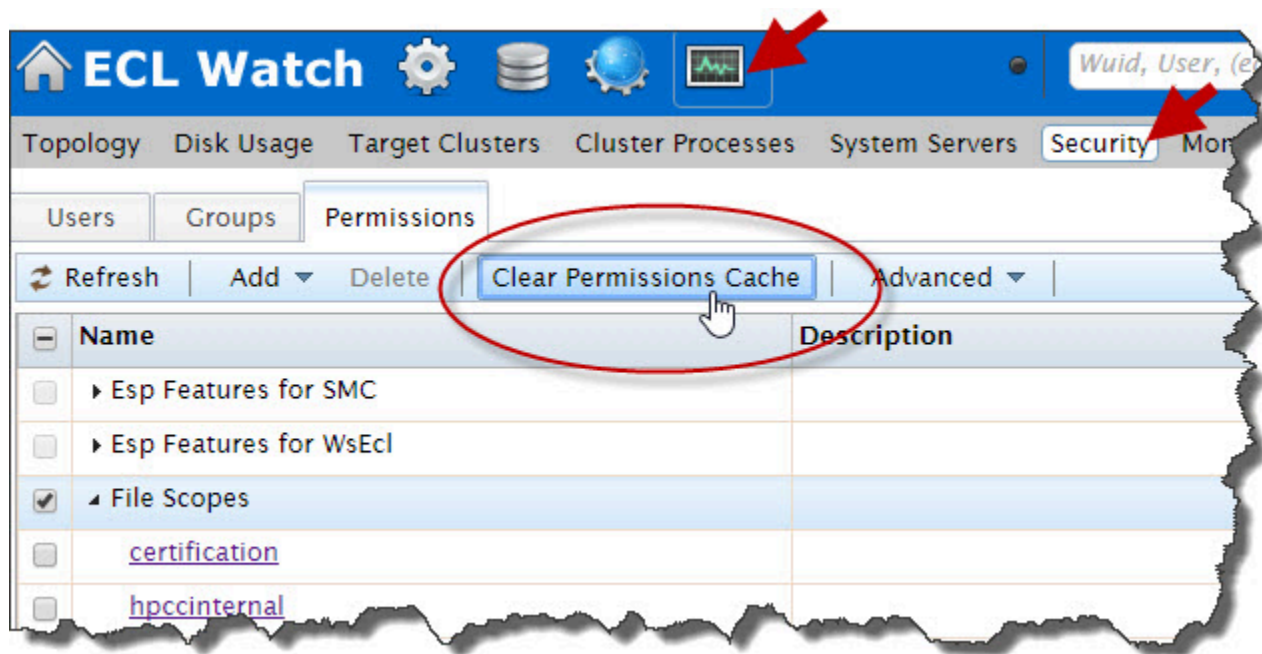 ECL Watch Wuid, User, (e
Topology Disk Usage Target Clusters Cluster Processes System Servers Security Mon
Users Groups Permissions
Refresh Add Delete Clear Permissions Cache Advanced
Name Description
Esp Features for SMC
Esp Features for WsEcl
File Scopes
certification
hpccinternal